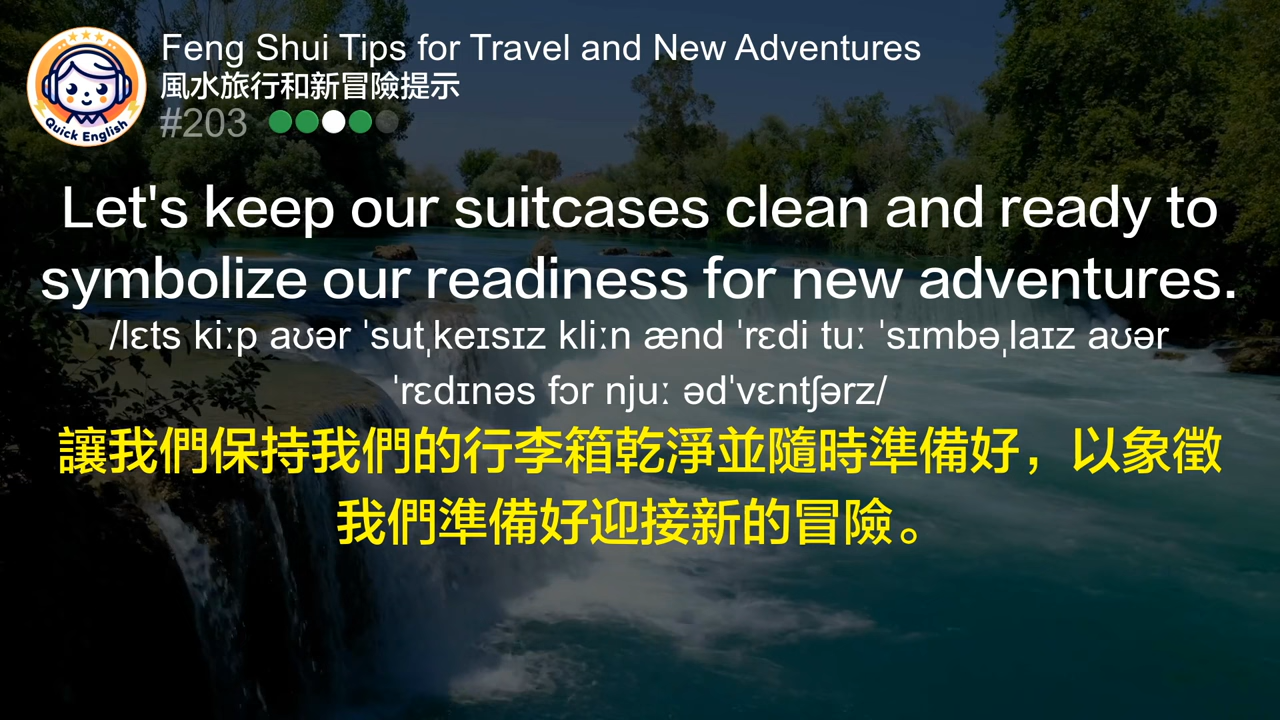 Feng Shui Tips for Travel and New Adventures
風水旅行和新冒險提示
#203
Quick English
Let's keep our suitcases clean and ready to
symbolize our readiness for new adventures.
/lɛts kiːp aʊər ˈsutˌkeɪsɪz kliːn ænd ˈrɛdi tuː ˈsɪmbəˌlaɪz aʊər
ˈrɛdɪnəs fɔr njuː ədˈvɛntʃərz/
讓我們保持我們的行李箱乾淨並隨時準備好，以象徵
我們準備好迎接新的冒險。